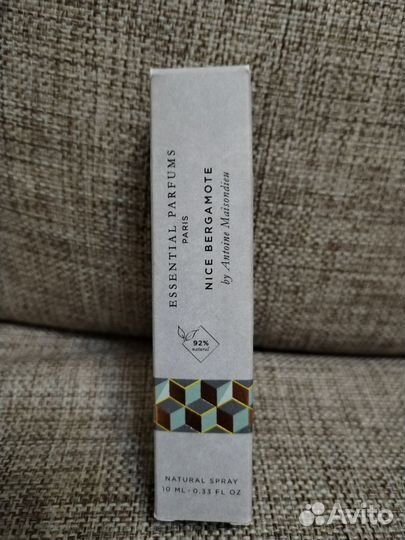 ESSENTIAL PARFUMS
PARIS
NICE BERGAMOTE
by Antoine Maisondieu
92%
natural
NATURAL SPRAY
10 ML · 0.33 FL OZ
Avito